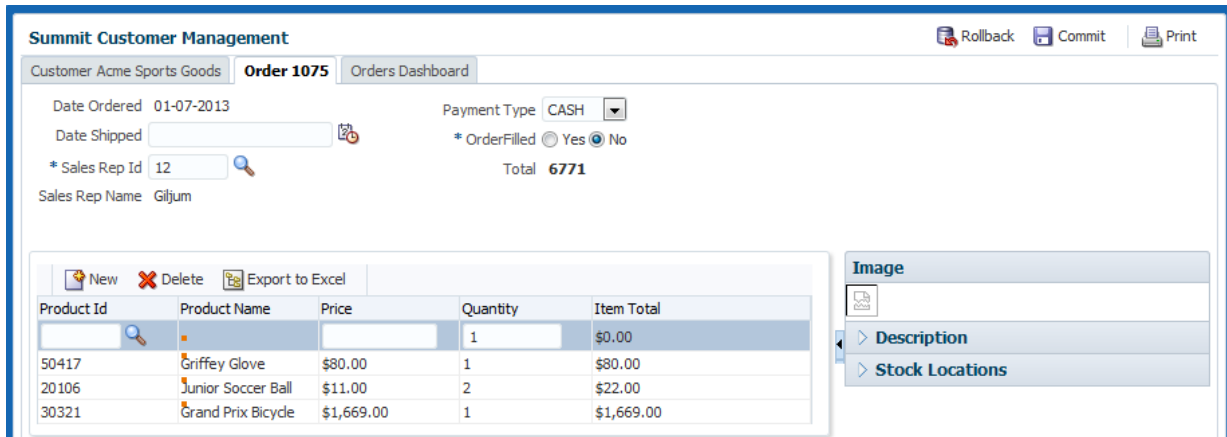 Summit Customer Management
Rollback Commit Print
Customer Acme Sports Goods Order 1075 Orders Dashboard
Date Ordered 01-07-2013 Payment Type CASH
Date Shipped * OrderFilled Yes No
* Sales Rep Id 12 Total 6771
Sales Rep Name Giljum
New Delete Export to Excel
Product Id Product Name Price Quantity Item Total
1 $0.00
50417 Griffey Glove $80.00 1 $80.00
20106 Junior Soccer Ball $11.00 2 $22.00
30321 Grand Prix Bicycle $1,669.00 1 $1,669.00
Image
Description
Stock Locations